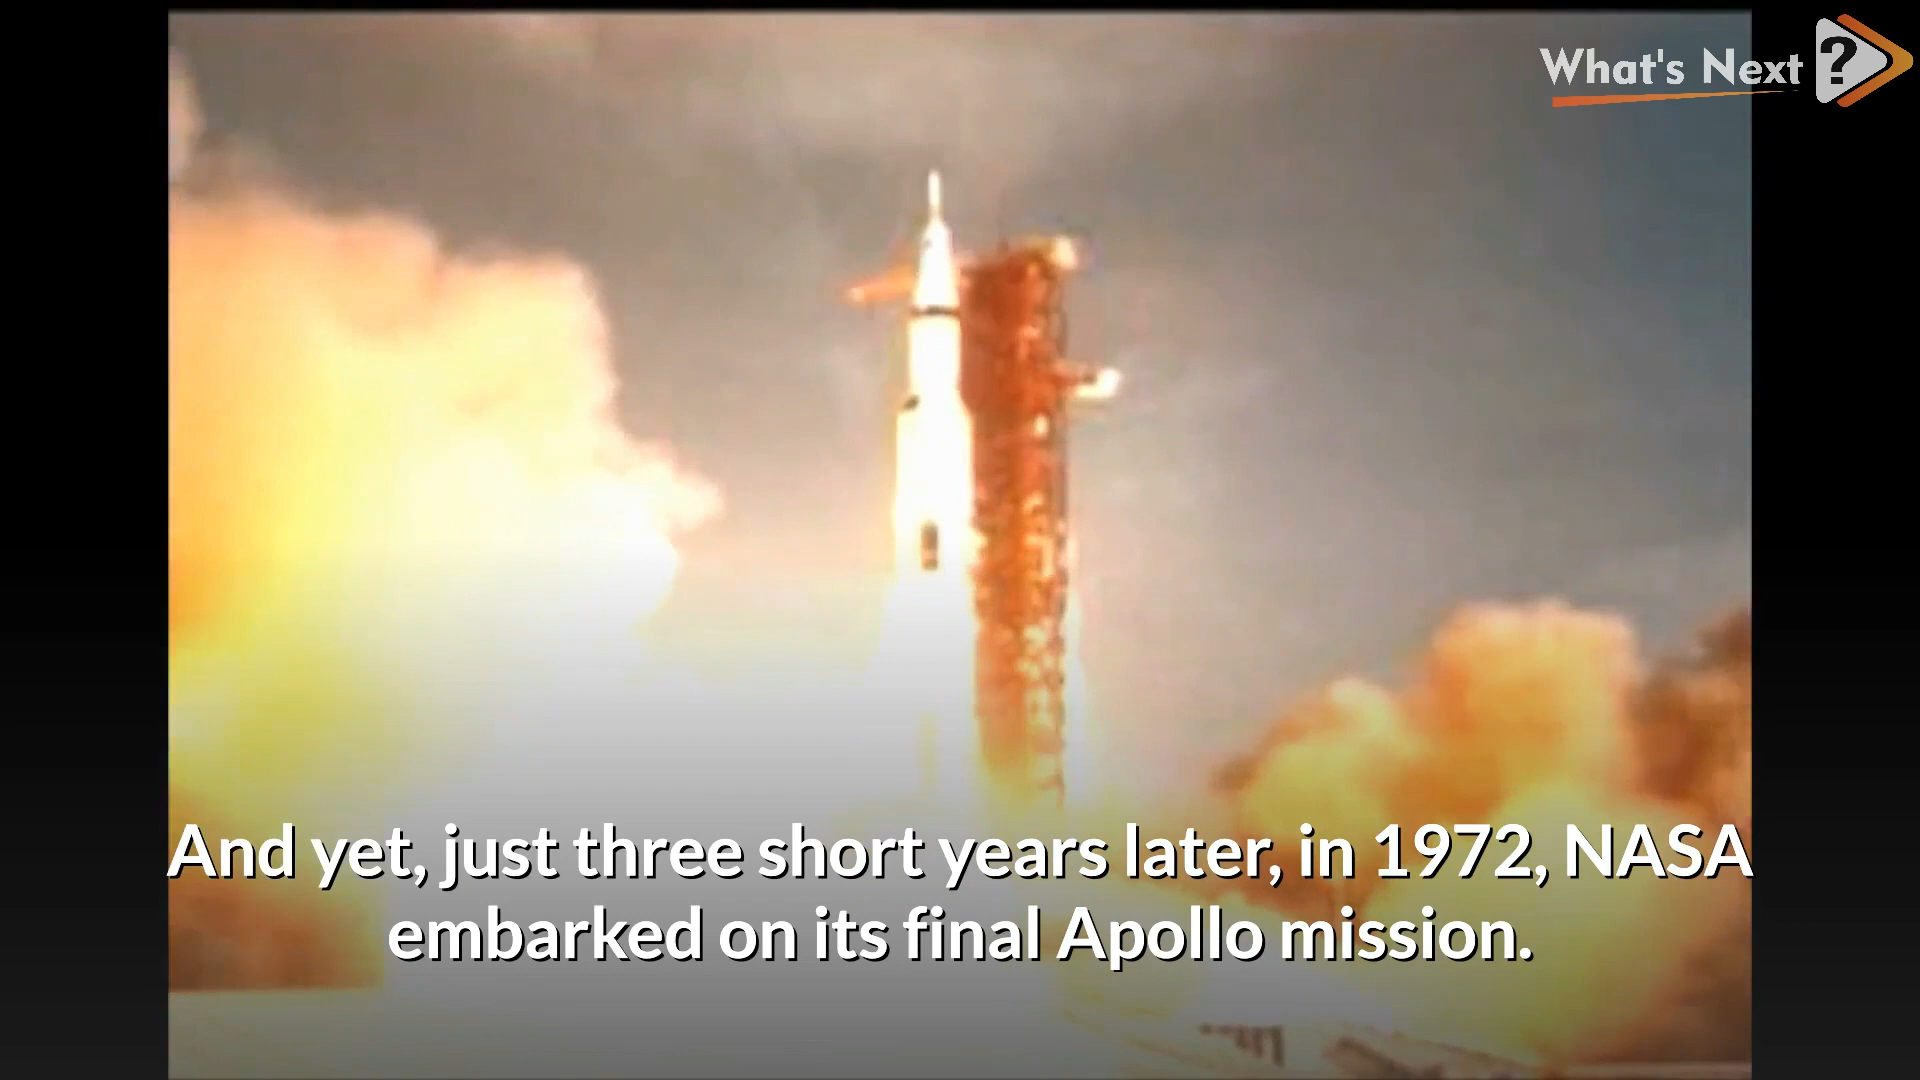 What's Next ?
And yet, just three short years later, in 1972, NASA
embarked on its final Apollo mission.